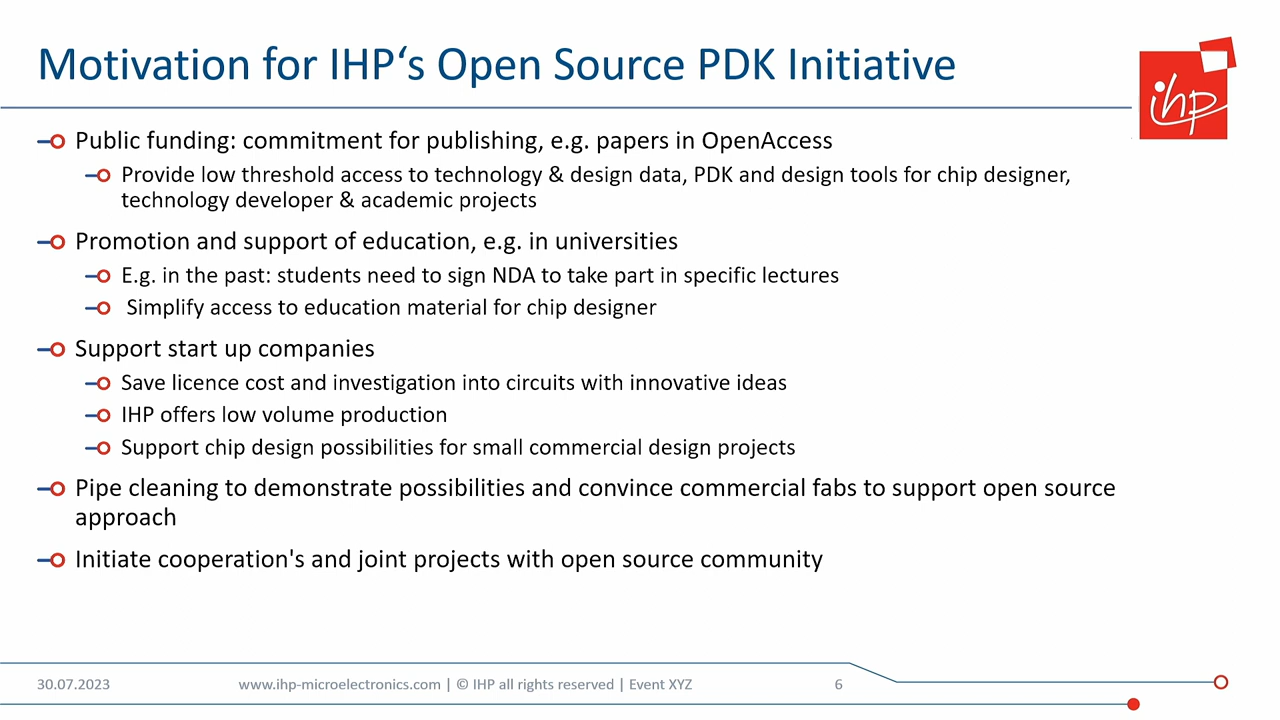 Motivation for IHP‘s Open Source PDK Initiative
ihp
Public funding: commitment for publishing, e.g. papers in OpenAccess
Provide low threshold access to technology & design data, PDK and design tools for chip designer,
technology developer & academic projects
Promotion and support of education, e.g. in universities
E.g. in the past: students need to sign NDA to take part in specific lectures
Simplify access to education material for chip designer
Support start up companies
Save licence cost and investigation into circuits with innovative ideas
IHP offers low volume production
Support chip design possibilities for small commercial design projects
Pipe cleaning to demonstrate possibilities and convince commercial fabs to support open source
approach
Initiate cooperation's and joint projects with open source community
30.07.2023 www.ihp-microelectronics.com | © IHP all rights reserved | Event XYZ 6